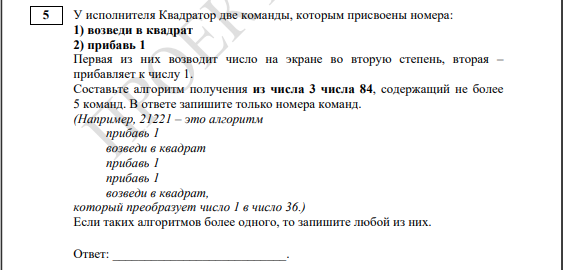 5
У исполнителя Квадратор две команды, которым присвоены номера:
1) возведи в квадрат
2) прибавь 1
Первая из них возводит число на экране во вторую степень, вторая –
прибавляет к числу 1.
Составьте алгоритм получения из числа 3 числа 84, содержащий не более
5 команд. В ответе запишите только номера команд.
(Например, 21221 – это алгоритм
прибавь 1
возведи в квадрат
прибавь 1
прибавь 1
возведи в квадрат,
который преобразует число 1 в число 36.)
Если таких алгоритмов более одного, то запишите любой из них.
Ответ: ___________________________.
ПРОЕКТ